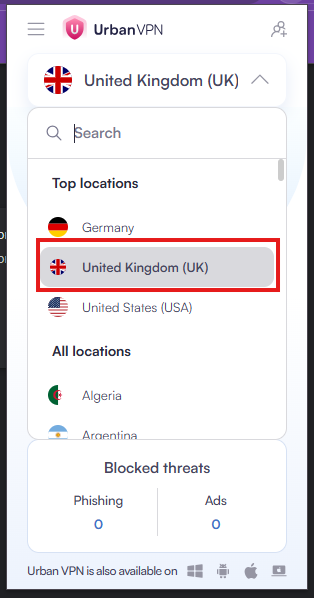 UrbanVPN
United Kingdom (UK)
Search
Top locations
Germany
United Kingdom (UK)
United States (USA)
All locations
Algeria
Argentina
Blocked threats
Phishing
Ads
0
0
Urban VPN is also available on